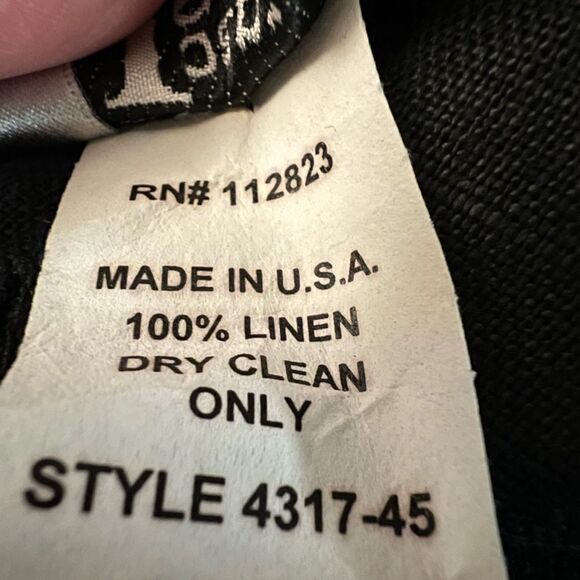 RN# 112823
MADE IN U.S.A.
100% LINEN
DRY CLEAN
ONLY
STYLE 4317-45